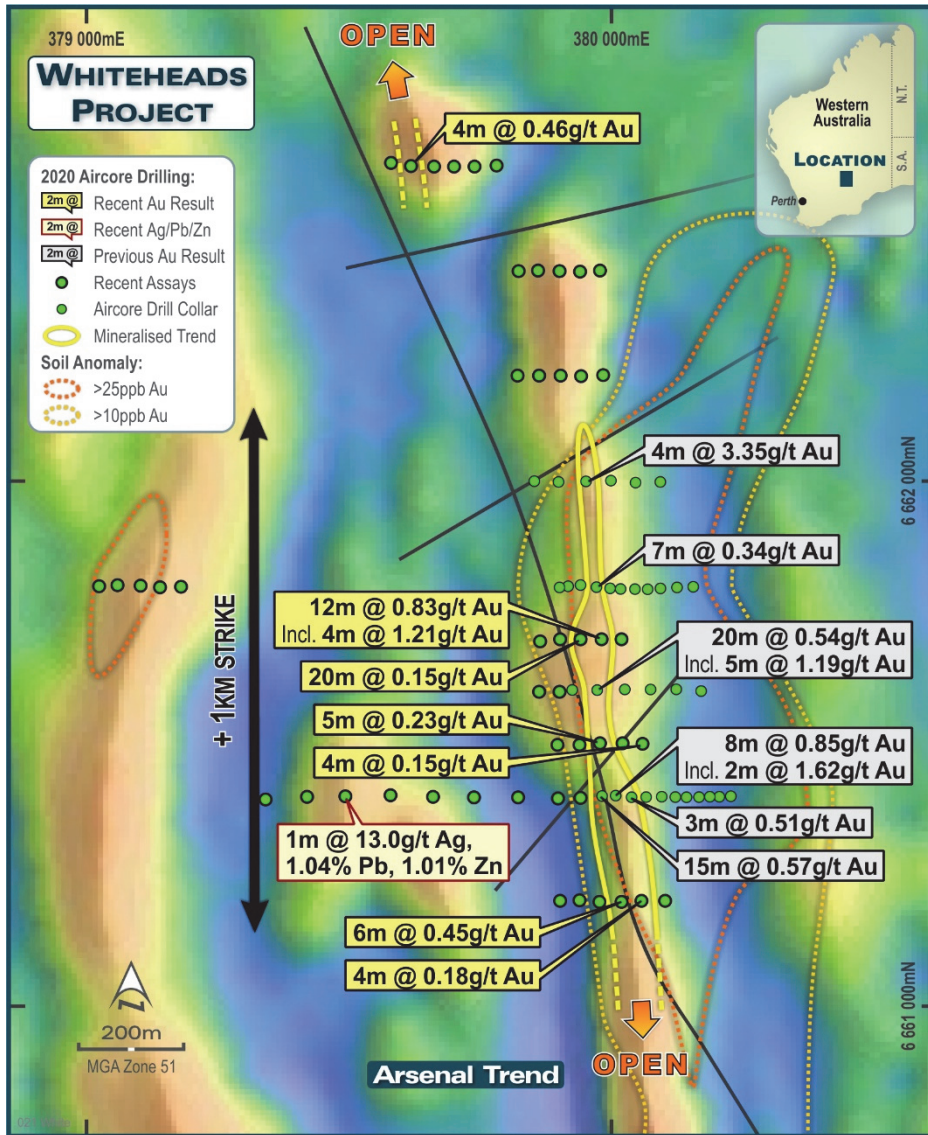 379 000mE
380 000mE
OPEN
WHITEHEADS
PROJECT
4m @ 0.46g/t Au
Western
Australia
N.T.
S.A.
LOCATION
Perth
2020 Aircore Drilling:
2m @ Recent Au Result
2m @ Recent Ag/Pb/Zn
2m @ Previous Au Result
Recent Assays
Aircore Drill Collar
Mineralised Trend
Soil Anomaly:
>25ppb Au
>10ppb Au
4m @ 3.35g/t Au
6 662 000mN
7m @ 0.34g/t Au
12m @ 0.83g/t Au
Incl. 4m @ 1.21g/t Au
20m @ 0.54g/t Au
Incl. 5m @ 1.19g/t Au
20m @ 0.15g/t Au
+ 1KM STRIKE
5m @ 0.23g/t Au
4m @ 0.15g/t Au
8m @ 0.85g/t Au
Incl. 2m @ 1.62g/t Au
1m @ 13.0g/t Ag,
1.04% Pb, 1.01% Zn
3m @ 0.51g/t Au
15m @ 0.57g/t Au
6m @ 0.45g/t Au
4m @ 0.18g/t Au
6 661 000mN
200m
MGA Zone 51
OPEN
Arsenal Trend